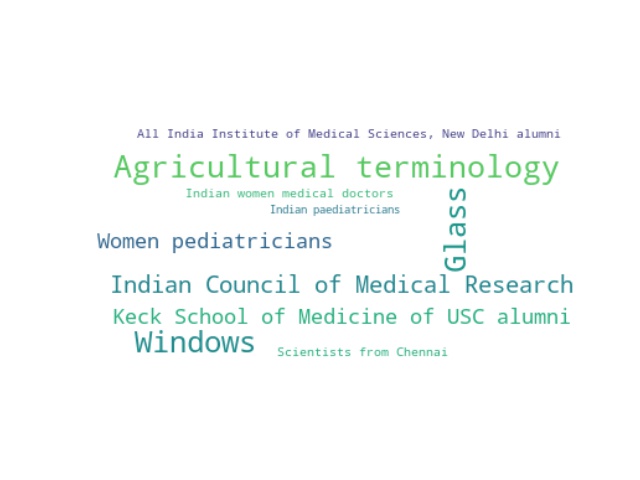 All India Institute of Medical Sciences, New Delhi alumni
Agricultural terminology
Indian women medical doctors
Indian paediatricians
Glass
Women pediatricians
Indian Council of Medical Research
Keck School of Medicine of USC alumni
Windows
Scientists from Chennai